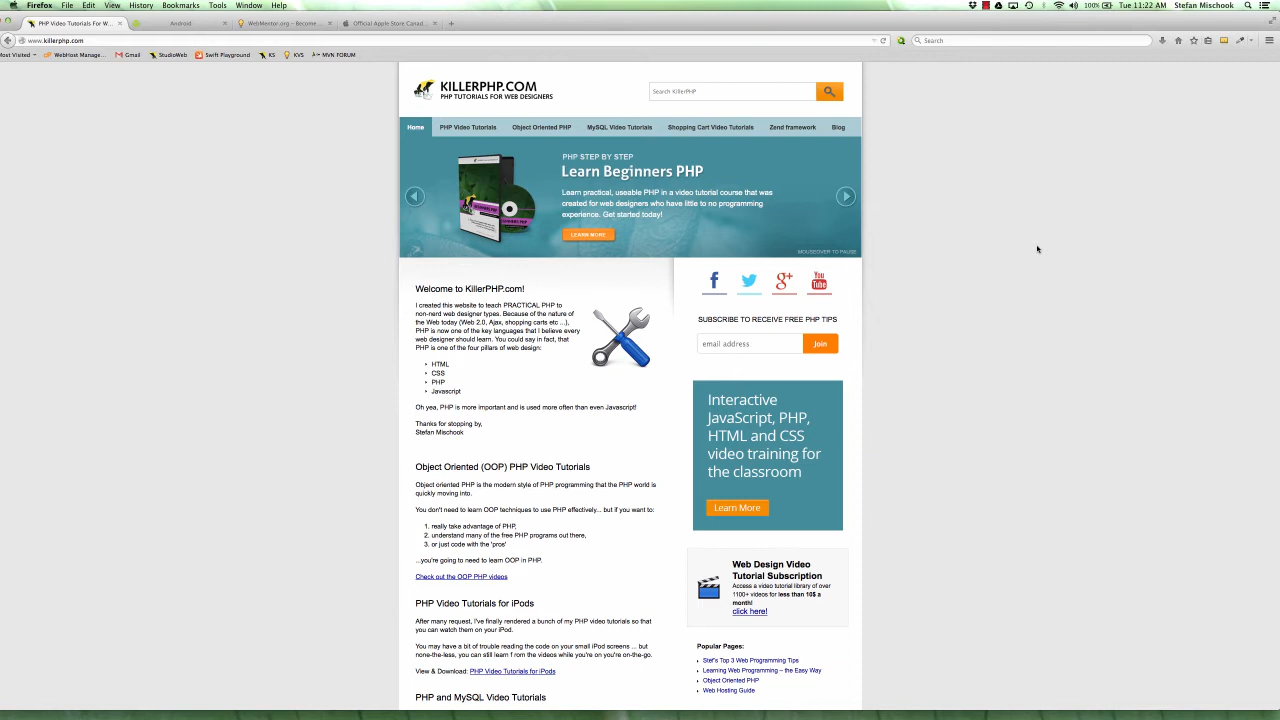 Firefox File Edit View History Bookmarks Tools Window Help
100% Tue 11:22 AM Stefan Mischook
PHP Video Tutorials For W...
Android
WebMentor.org - Become ...
Official Apple Store Canad...
www.killerphp.com
Search
Most Visited
WebHost Manage...
Gmail
StudioWeb
Swift Playground
KS
KVS
MVN FORUM
KILLERPHP.COM
PHP TUTORIALS FOR WEB DESIGNERS
Search KillerPHP
Home PHP Video Tutorials Object Oriented PHP MySQL Video Tutorials Shopping Cart Video Tutorials Zend framework Blog
PHP STEP BY STEP
Learn Beginners PHP
Learn practical, useable PHP in a video tutorial course that was
created for web designers who have little to no programming
experience. Get started today!
LEARN MORE
MOUSEOVER TO PAUSE
Welcome to KillerPHP.com!
I created this website to teach PRACTICAL PHP to
non-nerd web designer types. Because of the nature of
the Web today (Web 2.0, Ajax, shopping carts etc ...),
PHP is now one of the key languages that I believe every
web designer should learn. You could say in fact, that
PHP is one of the four pillars of web design:
HTML
CSS
PHP
Javascript
Oh yea, PHP is more important and is used more often than even Javascript!
Thanks for stopping by,
Stefan Mischook
Object Oriented (OOP) PHP Video Tutorials
Object oriented PHP is the modern style of PHP programming that the PHP world is
quickly moving into.
You don't need to learn OOP techniques to use PHP effectively... but if you want to:
1. really take advantage of PHP,
2. understand many of the free PHP programs out there,
3. or just code with the 'pros'
...you're going to need to learn OOP in PHP.
Check out the OOP PHP videos
PHP Video Tutorials for iPods
After many request, I've finally rendered a bunch of my PHP video tutorials so that
you can watch them on your iPod.
You may have a bit of trouble reading the code on your small iPod screens ... but
none-the-less, you can still learn f rom the videos while you're on you're on-the-go.
View & Download: PHP Video Tutorials for iPods
PHP and MySQL Video Tutorials
f
g+
You
Tube
SUBSCRIBE TO RECEIVE FREE PHP TIPS
email address
Join
Interactive
JavaScript, PHP,
HTML and CSS
video training for
the classroom
Learn More
Web Design Video
Tutorial Subscription
Access a video tutorial library of over
1100+ videos for less than 10$ a
month!
click here!
Popular Pages:
Stef's Top 3 Web Programming Tips
Learning Web Programming – the Easy Way
Object Oriented PHP
Web Hosting Guide